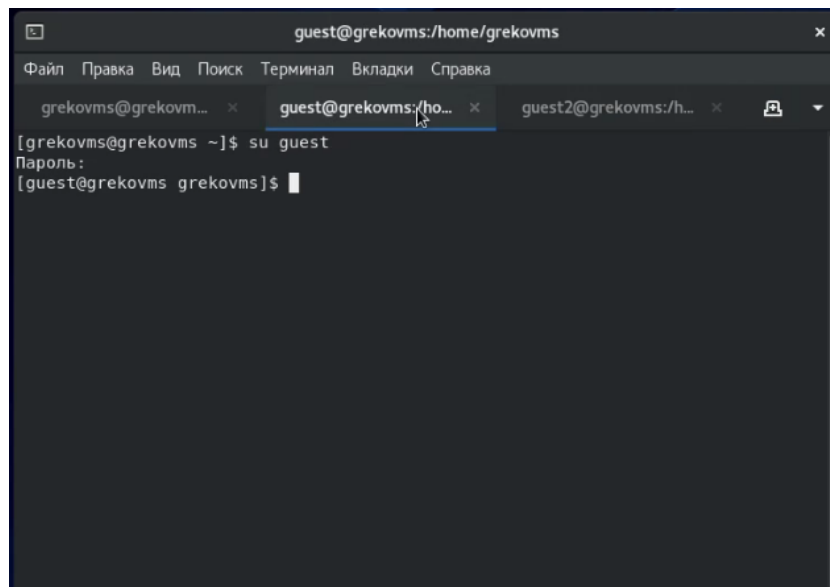 guest@grekovms:/home/grekovms
Файл Правка Вид Поиск Терминал Вкладки Справка
grekovms@grekovm... guest@grekovms:/ho... guest2@grekovms:/h...
[grekovms@grekovms ~]$ su guest
Пароль:
[guest@grekovms grekovms]$